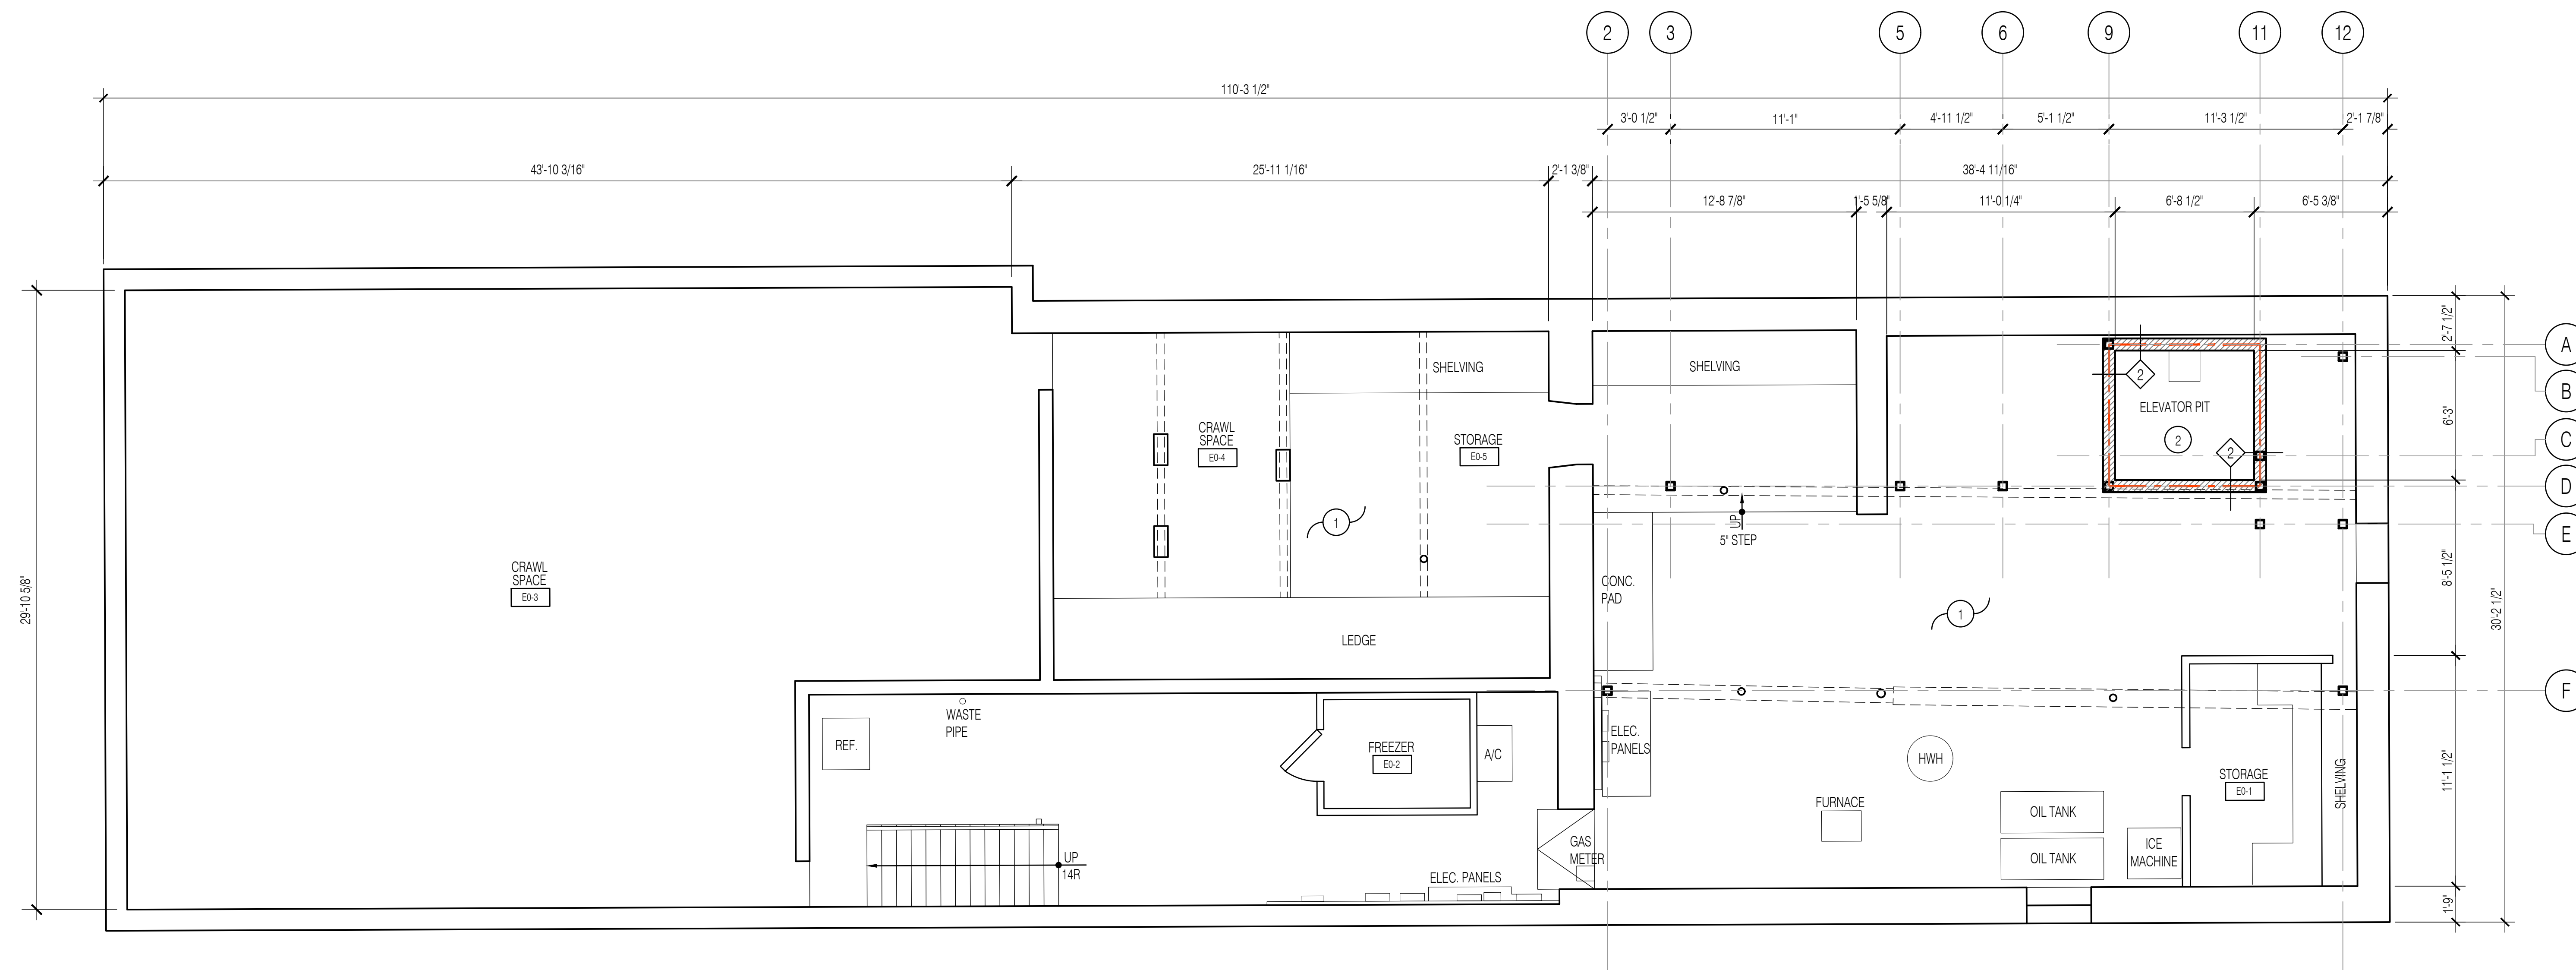 2 3 5 6 9 11 12
110'-3 1/2"
3'-0 1/2" 11'-1" 4'-11 1/2" 5'-1 1/2" 11'-3 1/2" 2'-1 7/8"
43'-10 3/16" 25'-11 1/16" 2'-1 3/8" 38'-4 11/16"
12'-8 7/8" 1'-5 5/8" 11'-0 1/4" 6'-8 1/2" 6'-5 3/8"
29'-10 5/8"
2'-7 1/2"
6'-3"
8'-5 1/2"
11'-1 1/2"
1'-9"
30'-2 1/2"
A
B
C
D
E
F
SHELVING
SHELVING
2
ELEVATOR PIT
2
2
CRAWL
SPACE
E0-4
STORAGE
E0-5
1
UP
5" STEP
CRAWL
SPACE
E0-3
CONC.
PAD
1
LEDGE
WASTE
PIPE
REF.
FREEZER
E0-2
A/C
ELEC.
PANELS
HWH
STORAGE
E0-1
SHELVING
FURNACE
OIL TANK
OIL TANK
ICE
MACHINE
GAS
METER
UP
14R
ELEC. PANELS